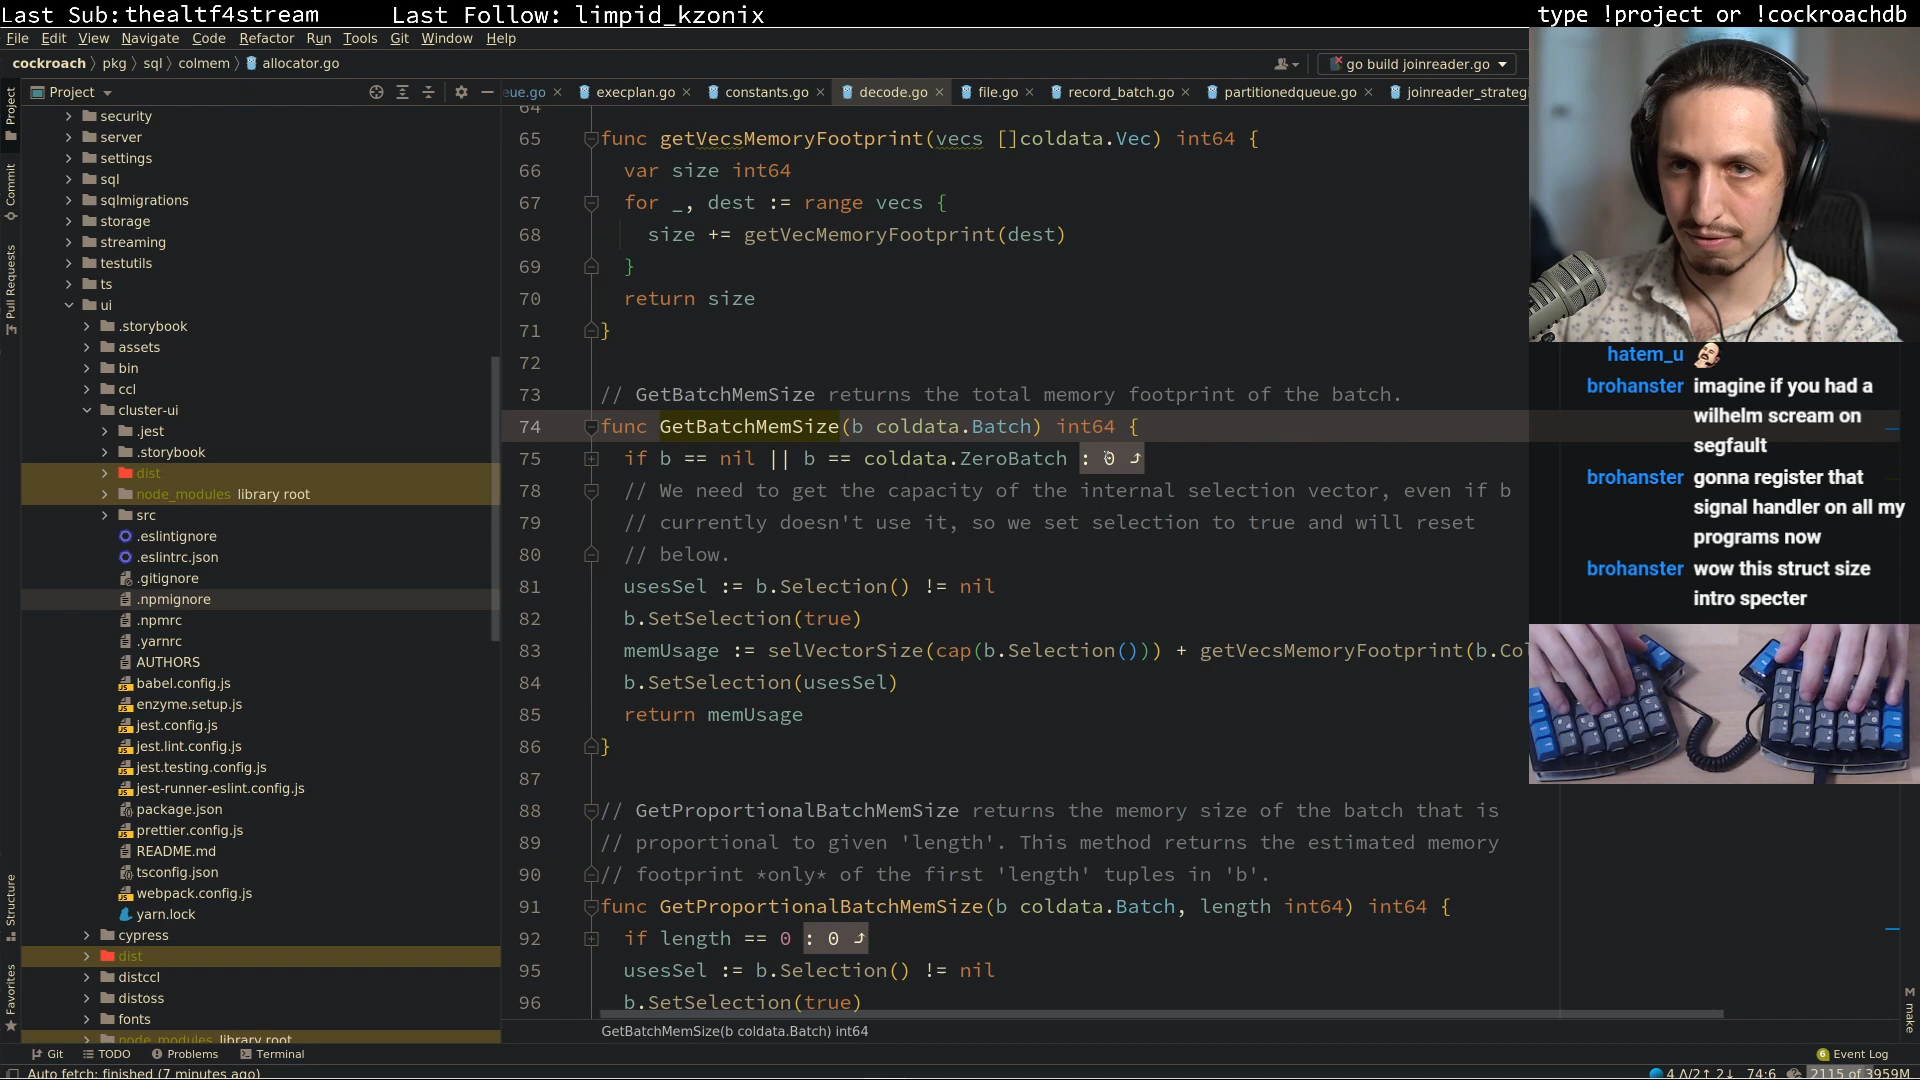 Last Sub:thealtf4stream
Last Follow: limpid_kzonix
type !project or !cockroachdb
File Edit View Navigate Code Refactor Run Tools Git Window Help
cockroach pkg sql colmem allocator.go
go build joinreader.go
Project
eue.go execplan.go constants.go decode.go file.go record_batch.go partitionedqueue.go joinreader_strateg
Project
Commit
Pull Requests
Structure
Favorites
security
server
settings
sql
sqlmigrations
storage
streaming
testutils
ts
ui
.storybook
assets
bin
ccl
cluster-ui
.jest
.storybook
dist
node_modules library root
src
.eslintignore
.eslintrc.json
.gitignore
.npmignore
.npmrc
.yarnrc
AUTHORS
babel.config.js
enzyme.setup.js
jest.config.js
jest.lint.config.js
jest.testing.config.js
jest-runner-eslint.config.js
package.json
prettier.config.js
README.md
tsconfig.json
webpack.config.js
yarn.lock
cypress
dist
distccl
distoss
fonts
node_modules library root
64
65 func getVecsMemoryFootprint(vecs []coldata.Vec) int64 {
66 var size int64
67 for _, dest := range vecs {
68 size += getVecMemoryFootprint(dest)
69 }
70 return size
71 }
72
73 // GetBatchMemSize returns the total memory footprint of the batch.
74 func GetBatchMemSize(b coldata.Batch) int64 {
75 if b == nil || b == coldata.ZeroBatch : 0
78 // We need to get the capacity of the internal selection vector, even if b
79 // currently doesn't use it, so we set selection to true and will reset
80 // below.
81 usesSel := b.Selection() != nil
82 b.SetSelection(true)
83 memUsage := selVectorSize(cap(b.Selection())) + getVecsMemoryFootprint(b.Co
84 b.SetSelection(usesSel)
85 return memUsage
86 }
87
88 // GetProportionalBatchMemSize returns the memory size of the batch that is
89 // proportional to given 'length'. This method returns the estimated memory
90 // footprint *only* of the first 'length' tuples in 'b'.
91 func GetProportionalBatchMemSize(b coldata.Batch, length int64) int64 {
92 if length == 0 : 0
95 usesSel := b.Selection() != nil
96 b.SetSelection(true)
GetBatchMemSize(b coldata.Batch) int64
hatem_u
brohanster imagine if you had a
wilhelm scream on
segfault
brohanster gonna register that
signal handler on all my
programs now
brohanster wow this struct size
intro specter
M make
Git TODO Problems Terminal
6 Event Log
Auto fetch: finished (7 minutes ago)
4 Δ/2↑ 2↓ 74:6 2115 of 3959M